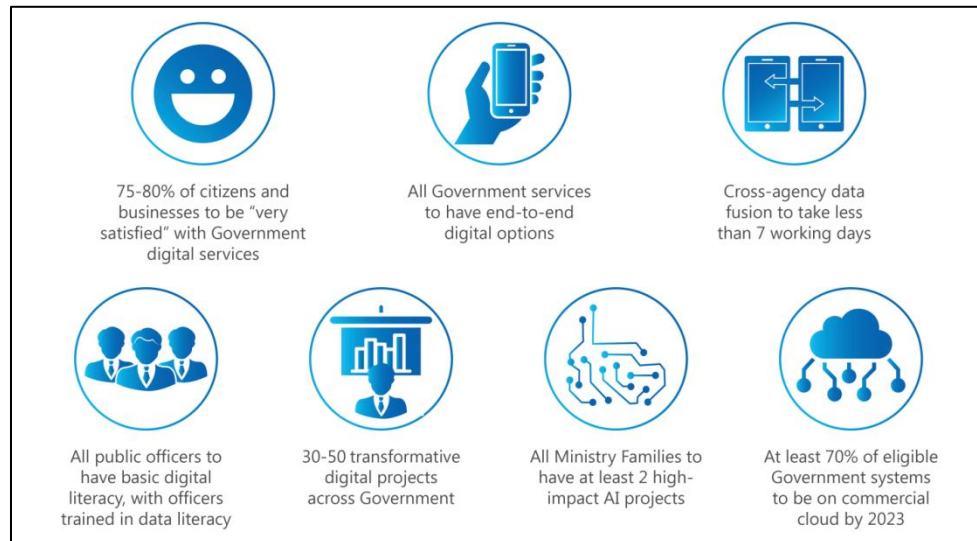 75-80% of citizens and
businesses to be “very
satisfied” with Government
digital services
All Government services
to have end-to-end
digital options
Cross-agency data
fusion to take less
than 7 working days
All public officers to
have basic digital
literacy, with officers
trained in data literacy
30-50 transformative
digital projects
across Government
All Ministry Families to
have at least 2 high-
impact AI projects
At least 70% of eligible
Government systems
to be on commercial
cloud by 2023